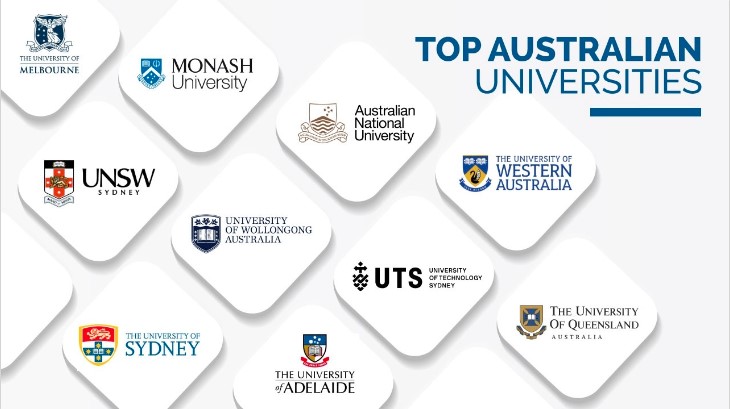 TOP AUSTRALIAN
UNIVERSITIES
THE UNIVERSITY OF
MELBOURNE
MONASH
University
Australian
National
University
THE UNIVERSITY OF
WESTERN
AUSTRALIA
UNSW
SYDNEY
UNIVERSITY
OF WOLLONGONG
AUSTRALIA
UTS
UNIVERSITY
OF TECHNOLOGY
SYDNEY
THE UNIVERSITY
OF QUEENSLAND
AUSTRALIA
THE UNIVERSITY OF
SYDNEY
THE UNIVERSITY
of ADELAIDE